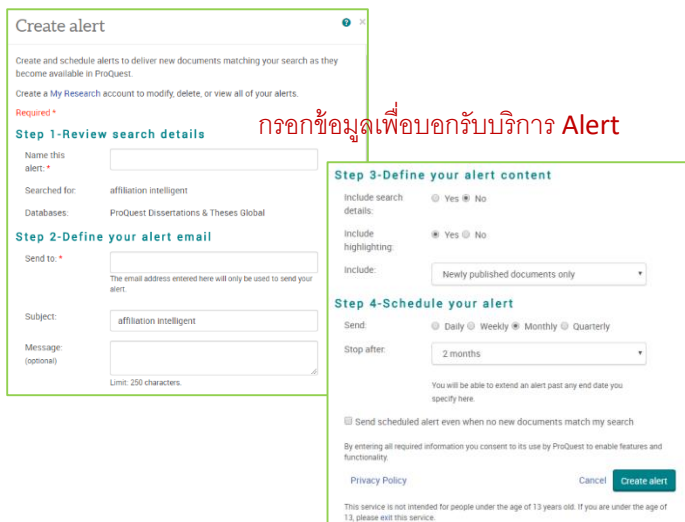 Create alert
Create and schedule alerts to deliver new documents matching your search as they
become available in ProQuest.
Create a My Research account to modify, delete, or view all of your alerts.
Required *
กรอกข้อมูลเพื่อบอกรับบริการ Alert
Step 1-Review search details
Name this
alert: *
Searched for: affiliation intelligent
Databases: ProQuest Dissertations & Theses Global
Step 2-Define your alert email
Send to: *
The email address entered here will only be used to send your
alert.
Subject: affiliation intelligent
Message:
(optional)
Limit: 250 characters.
Step 3-Define your alert content
Include search
details:
Yes No
Include
highlighting:
Yes No
Include: Newly published documents only
Step 4-Schedule your alert
Send: Daily Weekly Monthly Quarterly
Stop after: 2 months
You will be able to extend an alert past any end date you
specify here.
Send scheduled alert even when no new documents match my search
By entering all required information you consent to its use by ProQuest to enable features and
functionality.
Privacy Policy Cancel Create alert
This service is not intended for people under the age of 13 years old. If you are under the age of
13, please exit this service.